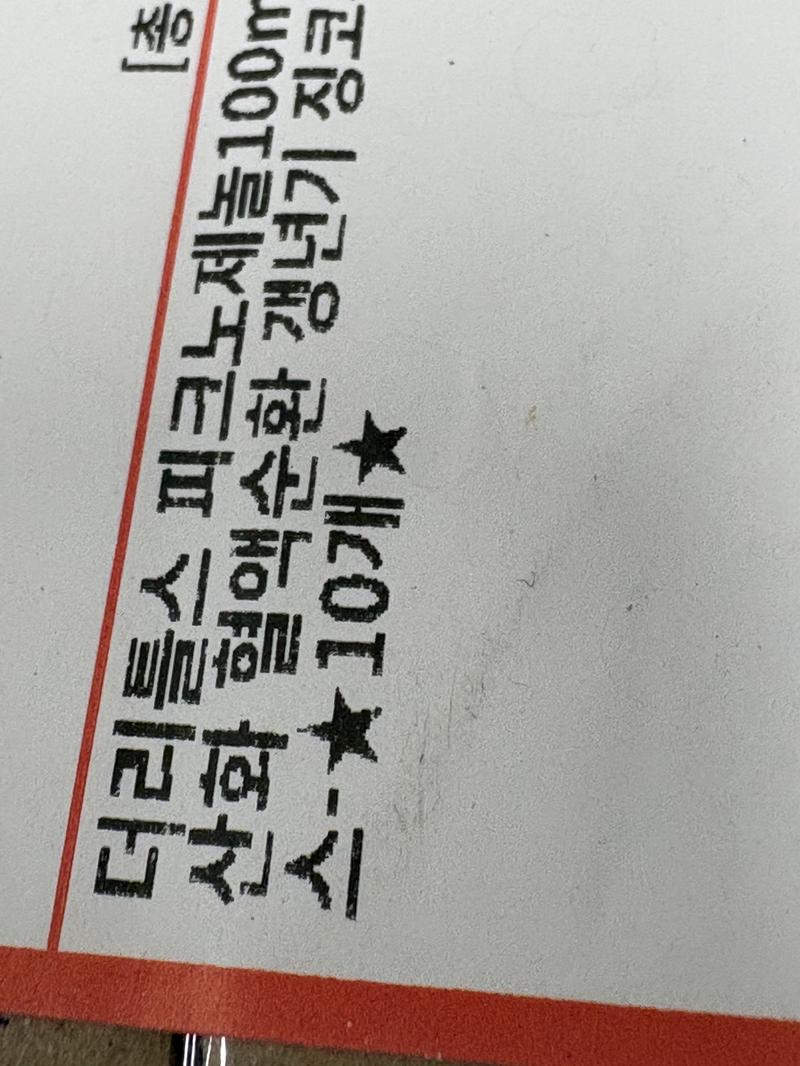 [총
더리틀스 피크노제놀100m
산화 혈액순환 갱년기 징코
스-★10개★